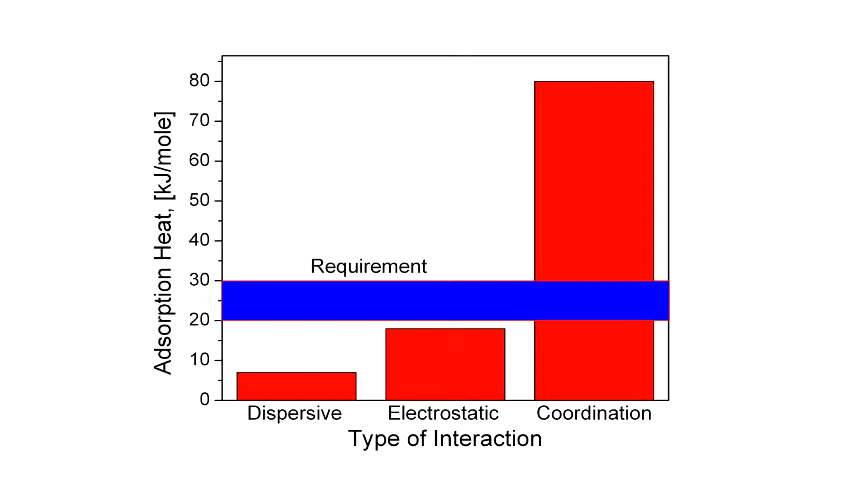 Adsorption Heat, [kJ/mole]
80
70
60
50
40
30
20
10
0
Requirement
Dispersive Electrostatic Coordination
Type of Interaction